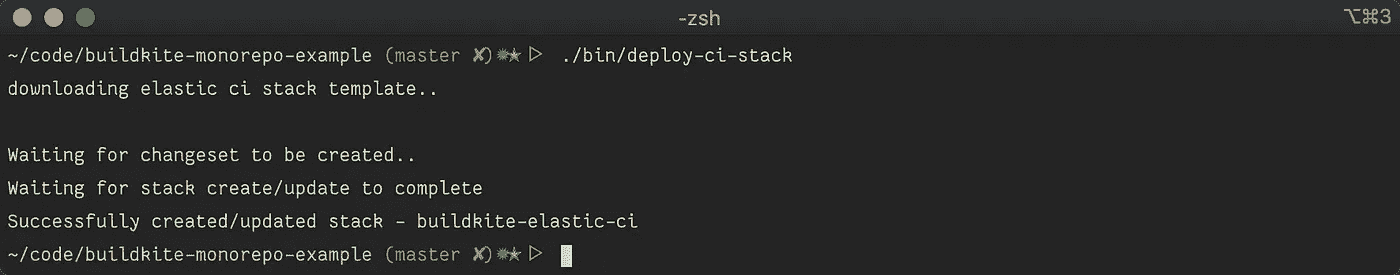 -zsh
⌥⌘3
~/code/buildkite-monorepo-example (master ✘)✹✭ ▷ ./bin/deploy-ci-stack
downloading elastic ci stack template..
Waiting for changeset to be created..
Waiting for stack create/update to complete
Successfully created/updated stack - buildkite-elastic-ci
~/code/buildkite-monorepo-example (master ✘)✹✭ ▷